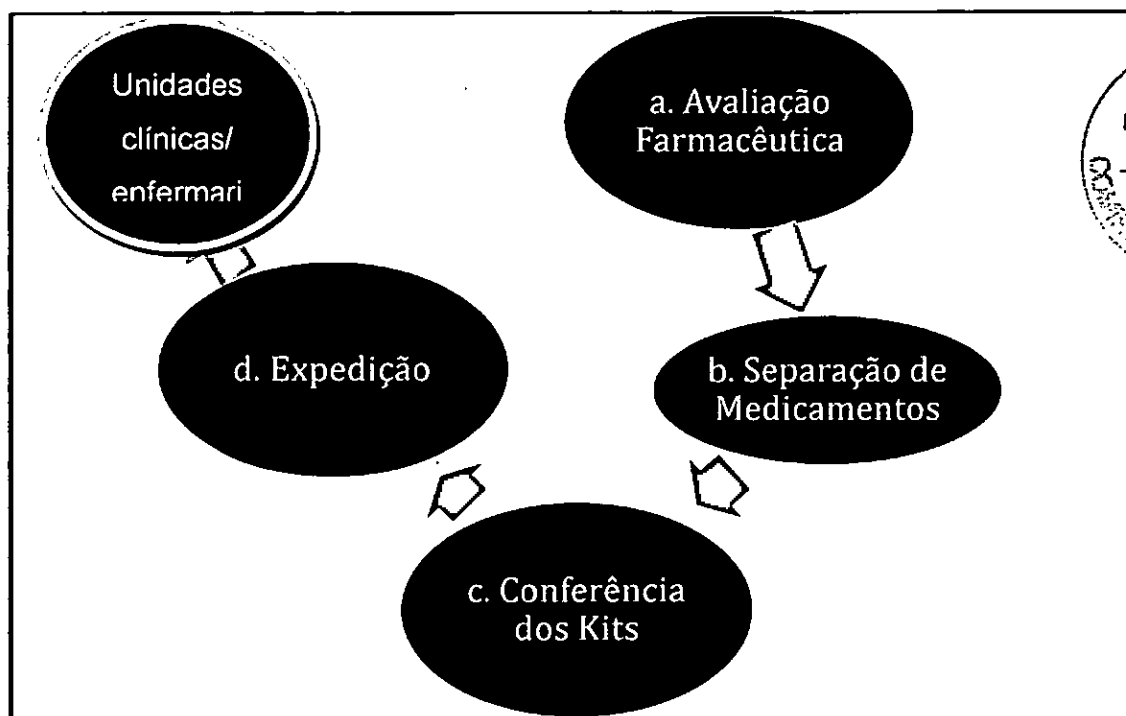 Unidades
clínicas/
enfermari
a. Avaliação
Farmacêutica
d. Expedição
b. Separação de
Medicamentos
c. Conferência
dos Kits